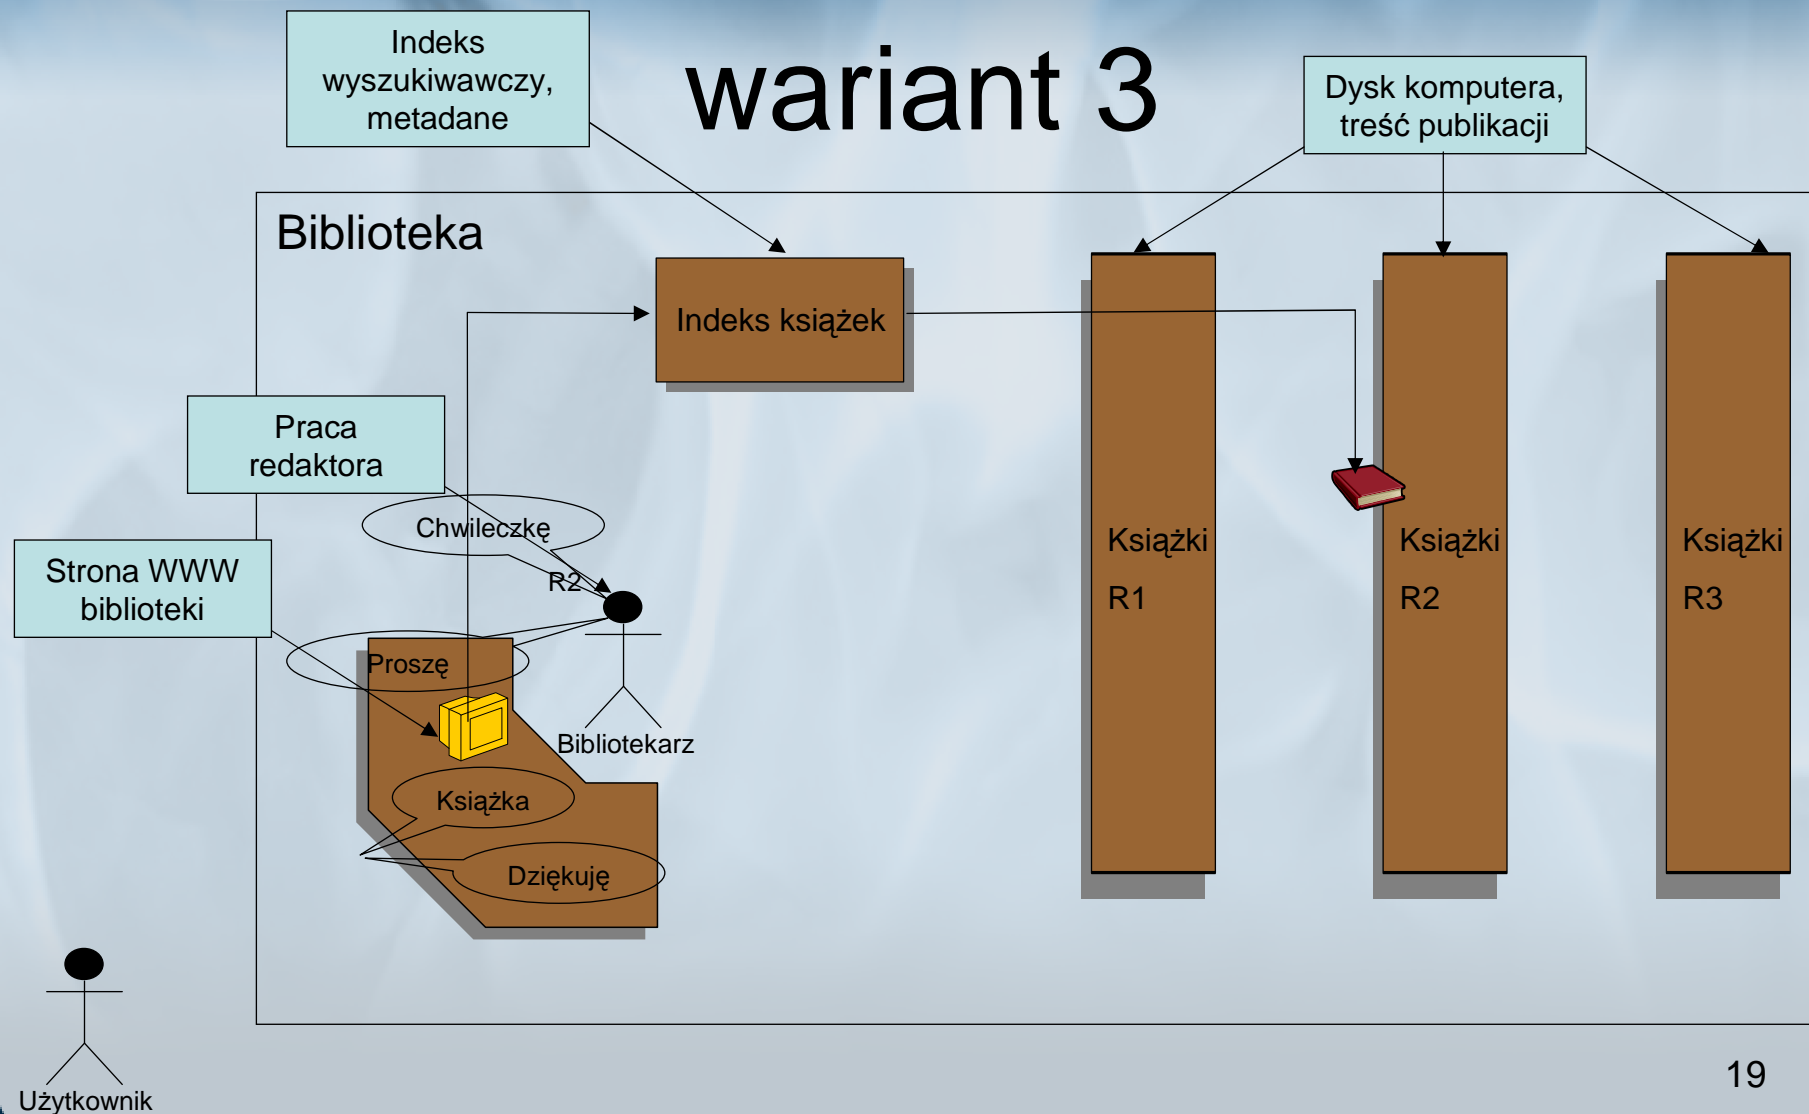 Indeks
wyszukiwawczy,
metadane
wariant 3
Dysk komputera,
treść publikacji
Biblioteka
Indeks książek
Praca
redaktora
Chwileczkę
R2
Strona WWW
biblioteki
Proszę
Bibliotekarz
Książka
Dziękuję
Książki
R1
Książki
R2
Książki
R3
Użytkownik
19